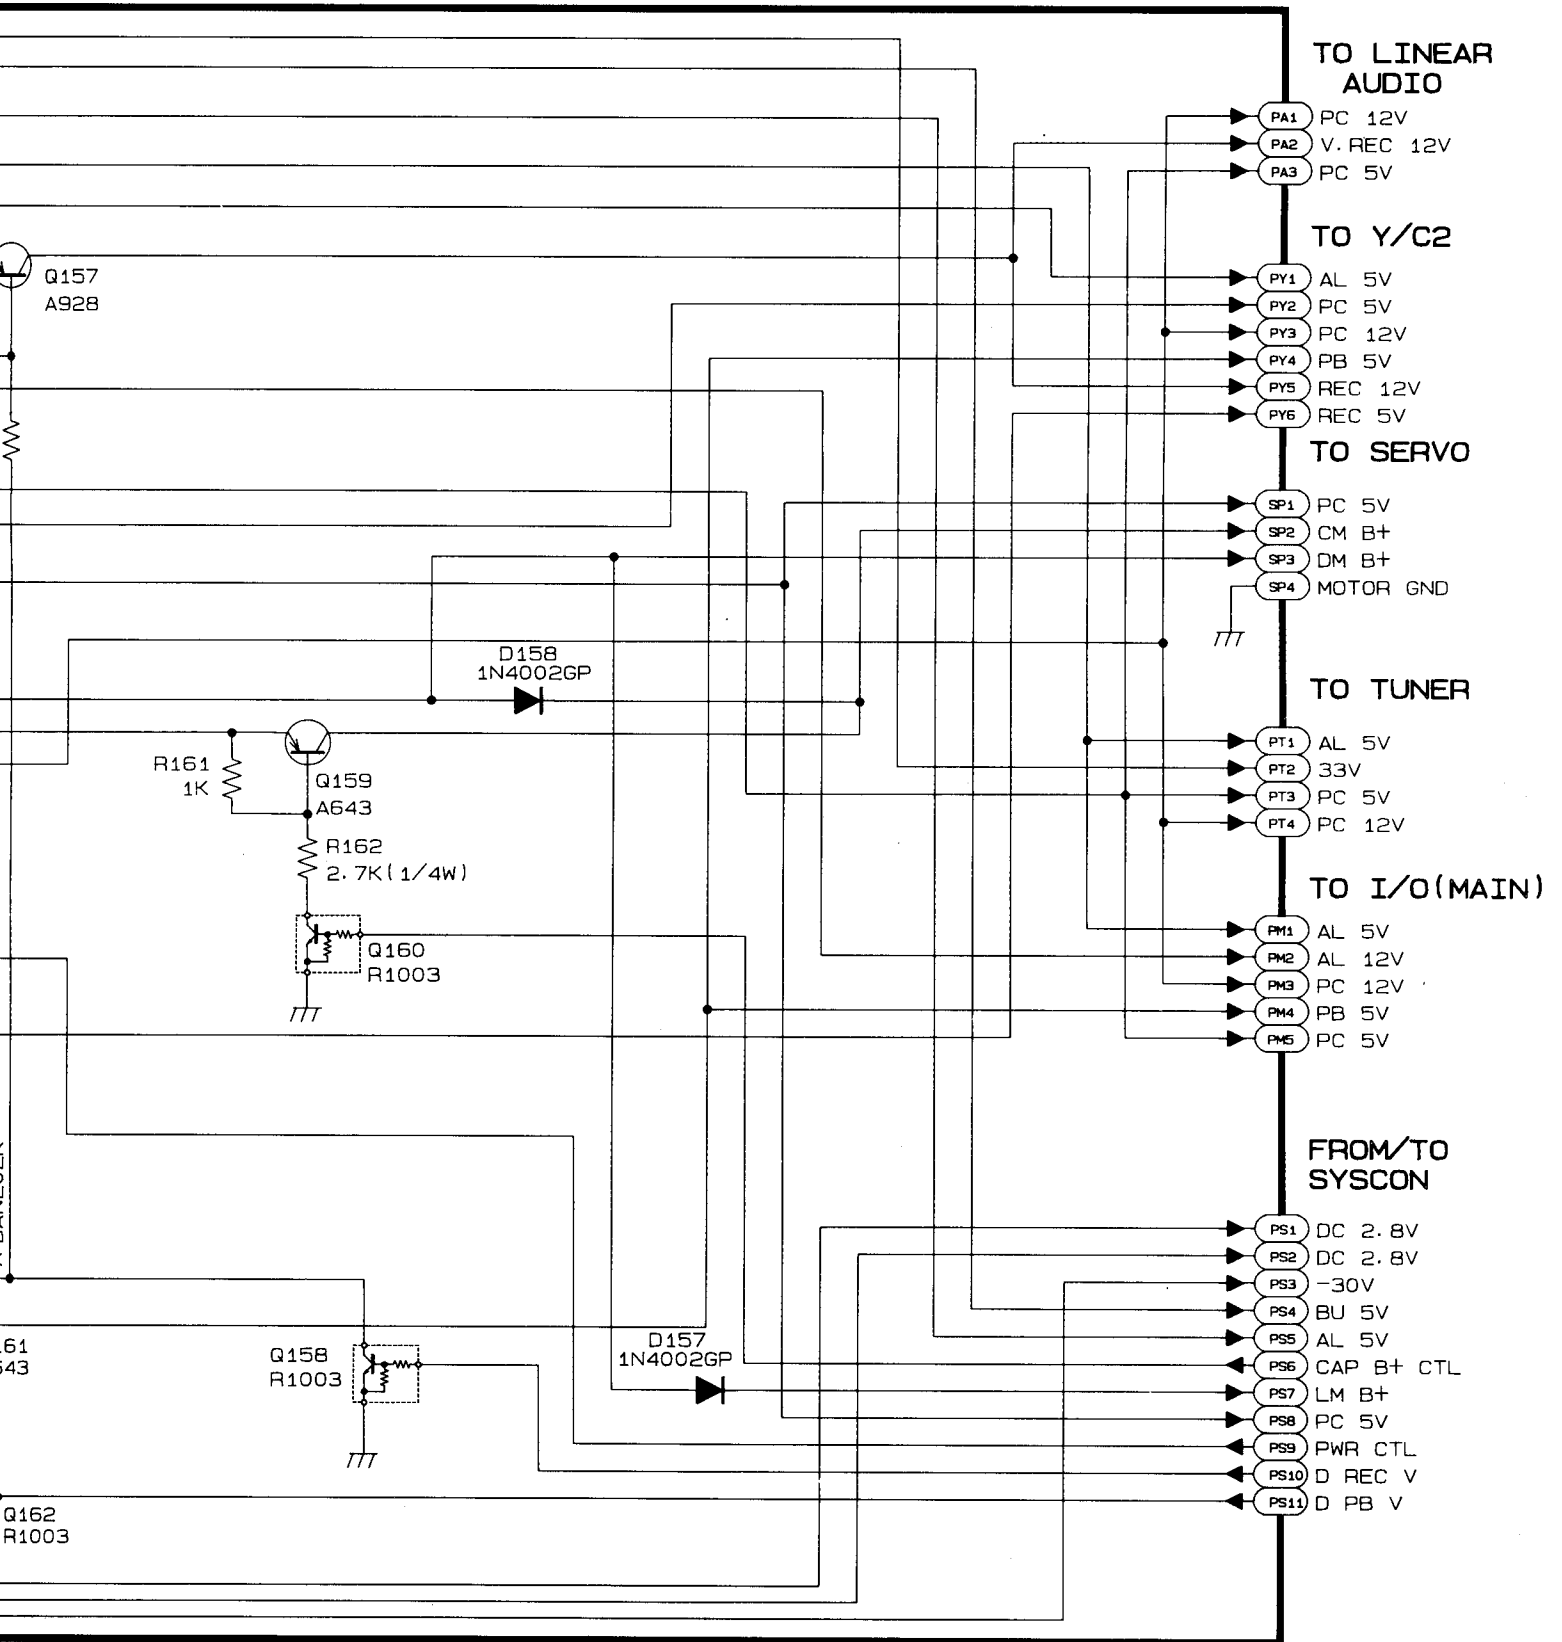 TO LINEAR
AUDIO
PA1 PC 12V
PA2 V.REC 12V
PA3 PC 5V
TO Y/C2
PY1 AL 5V
PY2 PC 5V
PY3 PC 12V
PY4 PB 5V
PY5 REC 12V
PY6 REC 5V
Q157
A928
TO SERVO
SP1 PC 5V
SP2 CM B+
SP3 DM B+
SP4 MOTOR GND
D158
1N4002GP
TO TUNER
PT1 AL 5V
PT2 33V
PT3 PC 5V
PT4 PC 12V
R161
1K
Q159
A643
R162
2.7K(1/4W)
Q160
R1003
TO I/O(MAIN)
PM1 AL 5V
PM2 AL 12V
PM3 PC 12V
PM4 PB 5V
PM5 PC 5V
FROM/TO
SYSCON
PS1 DC 2.8V
PS2 DC 2.8V
PS3 -30V
PS4 BU 5V
PS5 AL 5V
PS6 CAP B+ CTL
PS7 LM B+
PS8 PC 5V
PS9 PWR CTL
PS10 D REC V
PS11 D PB V
D157
1N4002GP
Q158
R1003
61
643
Q162
R1003